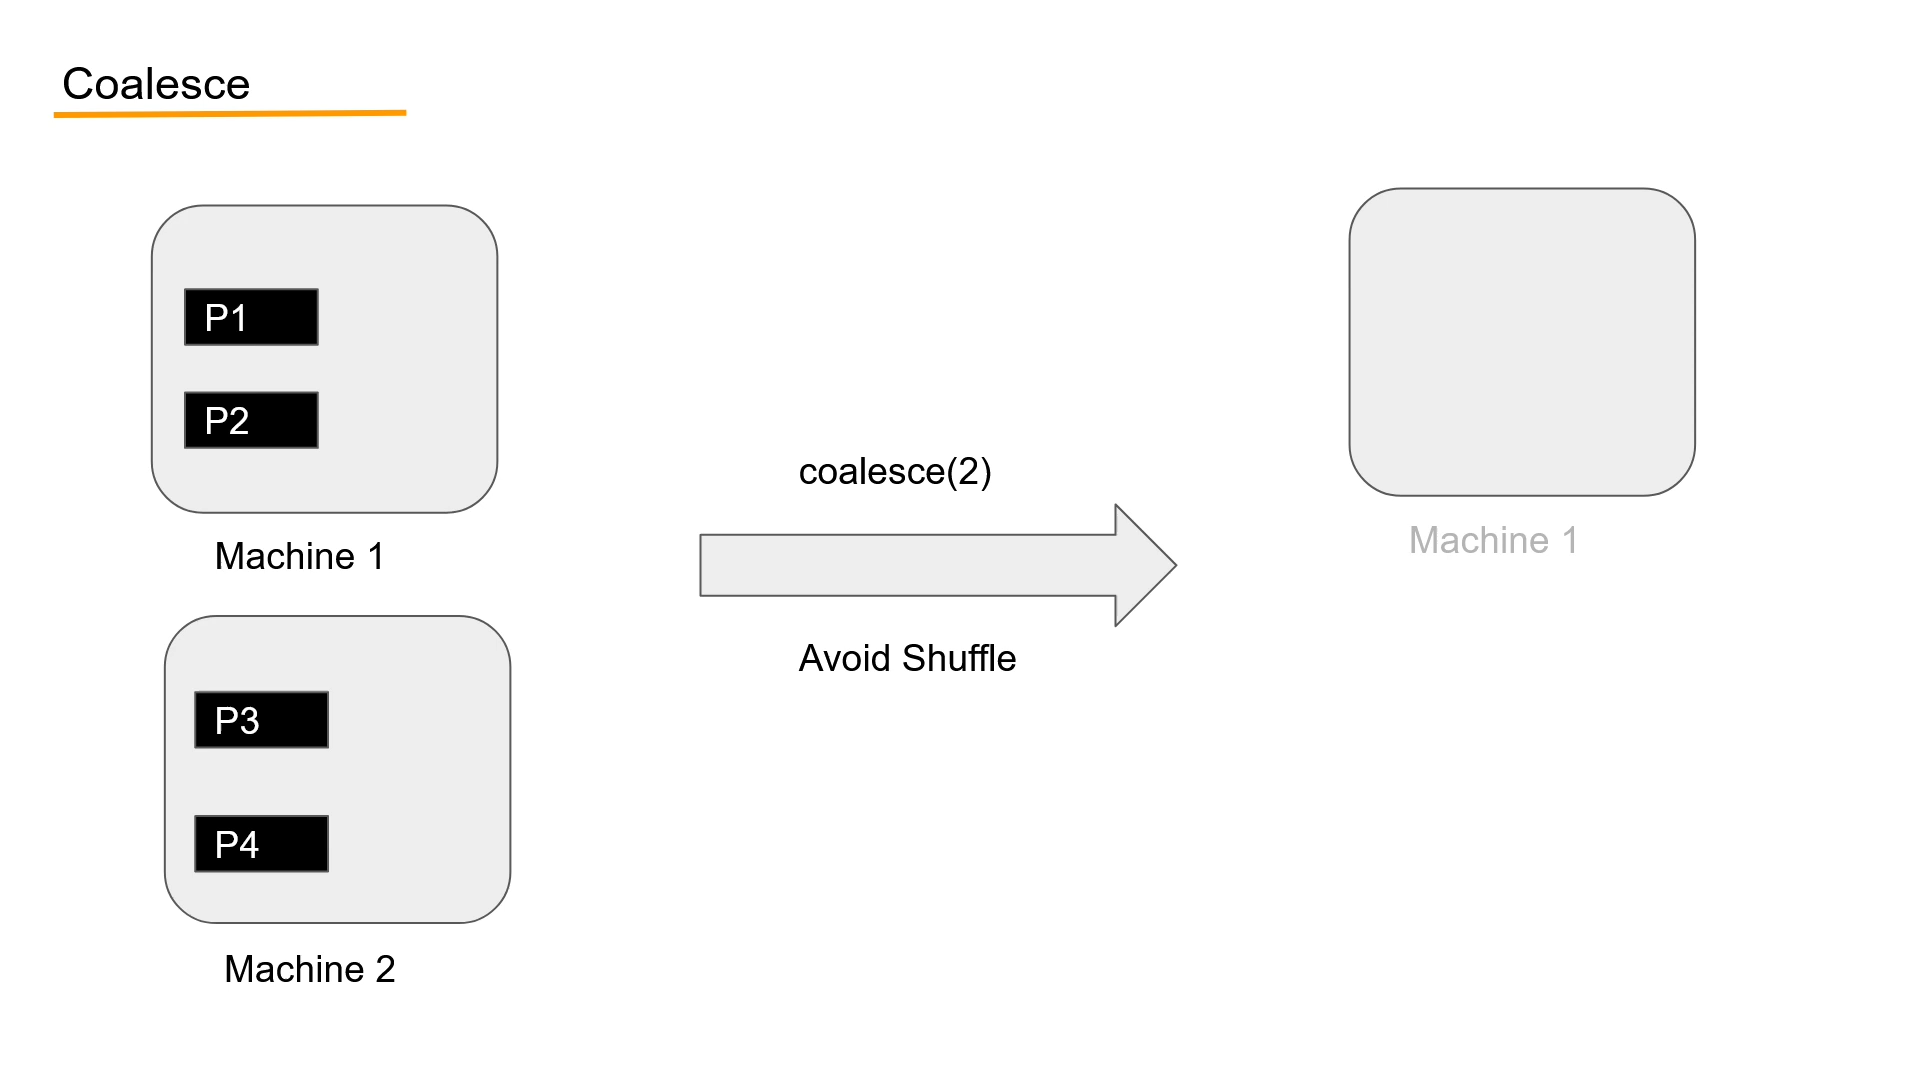 Coalesce
P1
P2
Machine 1
P3
P4
Machine 2
coalesce(2)
Avoid Shuffle
Machine 1